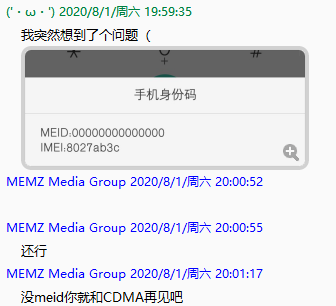 ('・ω・') 2020/8/1/周六 19:59:35
我突然想到了个问题（
* + #
手机身份码
MEID:00000000000000
IMEI:8027ab3c
MEMZ Media Group 2020/8/1/周六 20:00:52
MEMZ Media Group 2020/8/1/周六 20:00:55
还行
MEMZ Media Group 2020/8/1/周六 20:01:17
没meid你就和CDMA再见吧